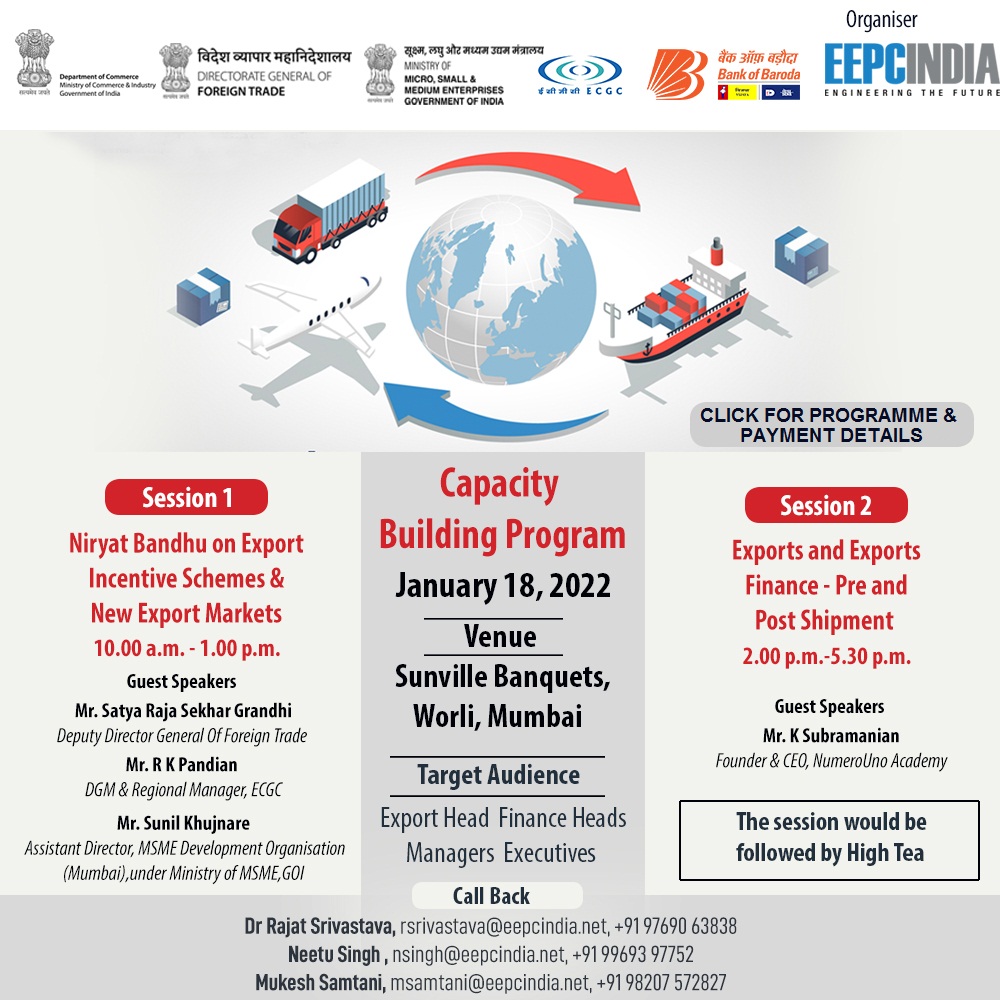 Organiser
Department of Commerce
Ministry of Commerce & Industry
Government of India
विदेश व्यापार महानिदेशालय
DIRECTORATE GENERAL OF
FOREIGN TRADE
सूक्ष्म, लघु और मध्यम उद्यम मंत्रालय
MINISTRY OF
MICRO, SMALL &
MEDIUM ENTERPRISES
GOVERNMENT OF INDIA
ई सी जी सी ECGC
बैंक ऑफ़ बड़ौदा
Bank of Baroda
EEPCINDIA
ENGINEERING THE FUTURE
CLICK FOR PROGRAMME &
PAYMENT DETAILS
Session 1
Niryat Bandhu on Export
Incentive Schemes &
New Export Markets
10.00 a.m. - 1.00 p.m.
Guest Speakers
Mr. Satya Raja Sekhar Grandhi
Deputy Director General Of Foreign Trade
Mr. R K Pandian
DGM & Regional Manager, ECGC
Mr. Sunil Khujnare
Assistant Director, MSME Development Organisation
(Mumbai),under Ministry of MSME,GOI
Capacity
Building Program
January 18, 2022
Venue
Sunville Banquets,
Worli, Mumbai
Target Audience
Export Head Finance Heads
Managers Executives
Session 2
Exports and Exports
Finance - Pre and
Post Shipment
2.00 p.m.-5.30 p.m.
Guest Speakers
Mr. K Subramanian
Founder & CEO, NumeroUno Academy
The session would be
followed by High Tea
Call Back
Dr Rajat Srivastava, rsrivastava@eepcindia.net, +91 97690 63838
Neetu Singh , nsingh@eepcindia.net, +91 99693 97752
Mukesh Samtani, msamtani@eepcindia.net, +91 98207 572827